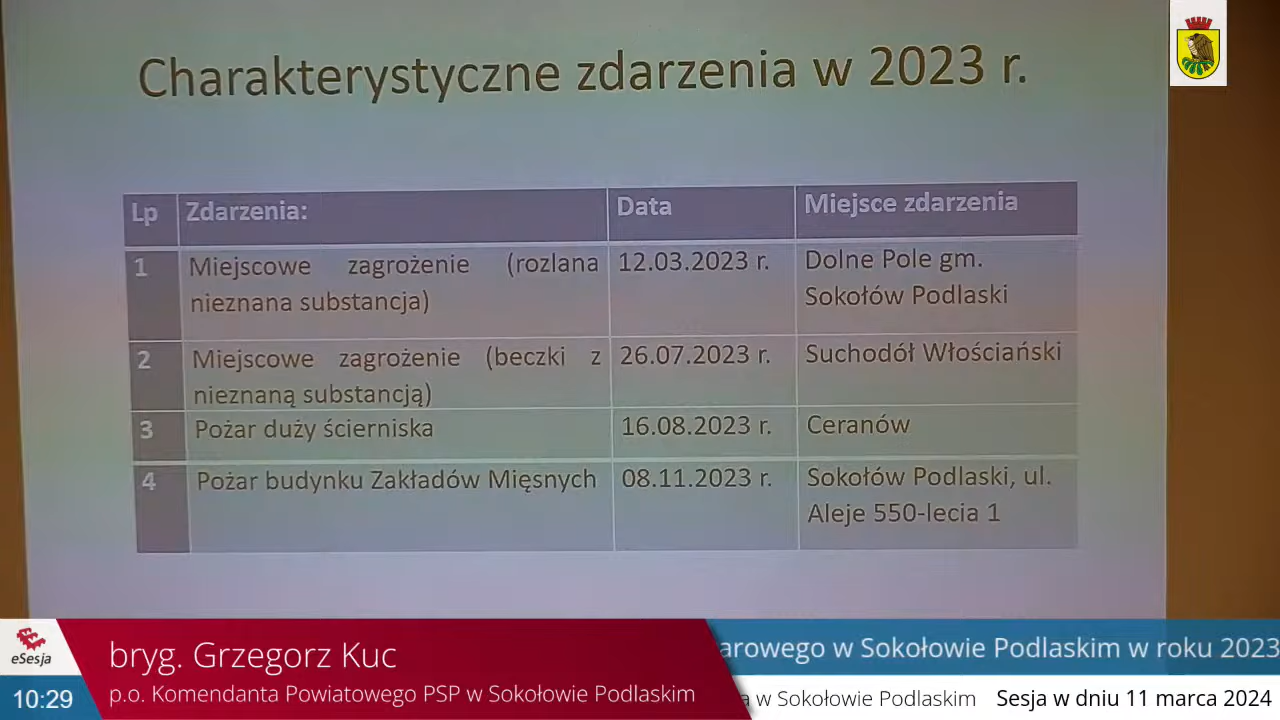 Charakterystyczne zdarzenia w 2023 r.
Lp Zdarzenia: Data Miejsce zdarzenia
1 Miejscowe zagrożenie (rozlana 12.03.2023 r. Dolne Pole gm.
nieznana substancja) Sokołów Podlaski
2 Miejscowe zagrożenie (beczki z 26.07.2023 r. Suchodół Włościański
nieznaną substancją)
3 Pożar duży ścierniska 16.08.2023 r. Ceranów
4 Pożar budynku Zakładów Mięsnych 08.11.2023 r. Sokołów Podlaski, ul.
Aleje 550-lecia 1
bryg. Grzegorz Kuc
arowego w Sokołowie Podlaskim w roku 2023
eSesja
10:29
p.o. Komendanta Powiatowego PSP w Sokołowie Podlaskim
a w Sokołowie Podlaskim Sesja w dniu 11 marca 2024